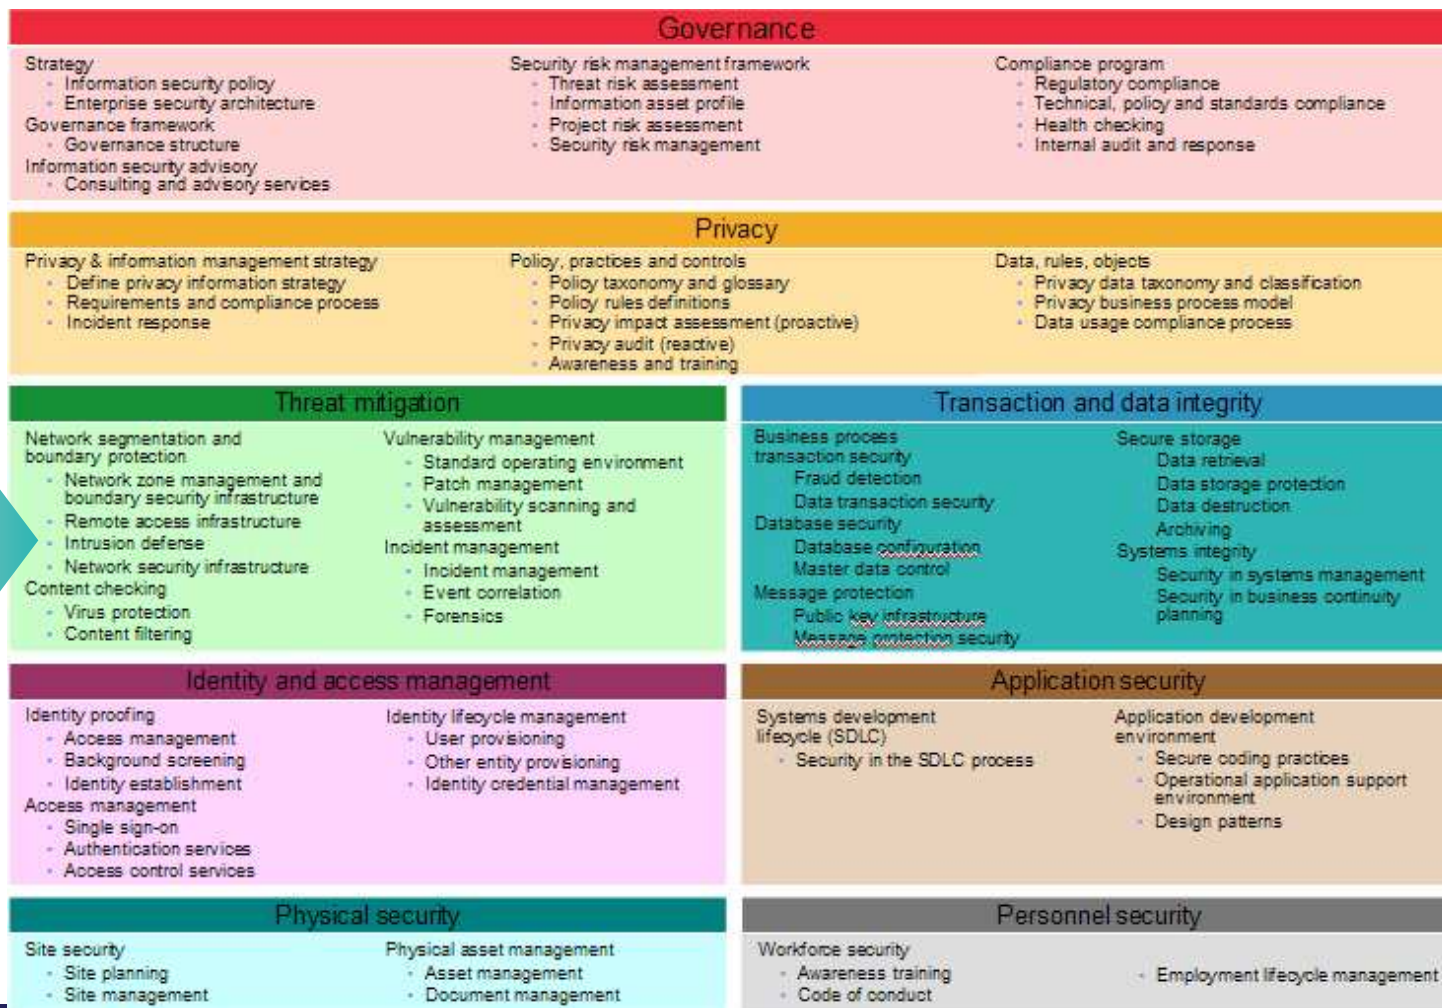 Governance
Strategy
Information security policy
Enterprise security architecture
Governance framework
Governance structure
Information security advisory
Consulting and advisory services
Security risk management framework
Threat risk assessment
Information asset profile
Project risk assessment
Security risk management
Compliance program
Regulatory compliance
Technical, policy and standards compliance
Health checking
Internal audit and response
Privacy
Privacy & information management strategy
Define privacy information strategy
Requirements and compliance process
Incident response
Policy, practices and controls
Policy taxonomy and glossary
Policy rules definitions
Privacy impact assessment (proactive)
Privacy audit (reactive)
Awareness and training
Data, rules, objects
Privacy data taxonomy and classification
Privacy business process model
Data usage compliance process
Threat mitigation
Network segmentation and
boundary protection
Network zone management and
boundary security infrastructure
Remote access infrastructure
Intrusion defense
Network security infrastructure
Content checking
Virus protection
Content filtering
Vulnerability management
Standard operating environment
Patch management
Vulnerability scanning and
assessment
Incident management
Incident management
Event correlation
Forensics
Transaction and data integrity
Business process
transaction security
Fraud detection
Data transaction security
Database security
Database configuration
Master data control
Message protection
Public key infrastructure
Message protection security
Secure storage
Data retrieval
Data storage protection
Data destruction
Archiving
Systems integrity
Security in systems management
Security in business continuity
planning
Identity and access management
Identity proofing
Access management
Background screening
Identity establishment
Access management
Single sign-on
Authentication services
Access control services
Identity lifecycle management
User provisioning
Other entity provisioning
Identity credential management
Application security
Systems development
lifecycle (SDLC)
Security in the SDLC process
Application development
environment
Secure coding practices
Operational application support
environment
Design patterns
Physical security
Site security
Site planning
Site management
Physical asset management
Asset management
Document management
Personnel security
Workforce security
Awareness training
Code of conduct
Employment lifecycle management